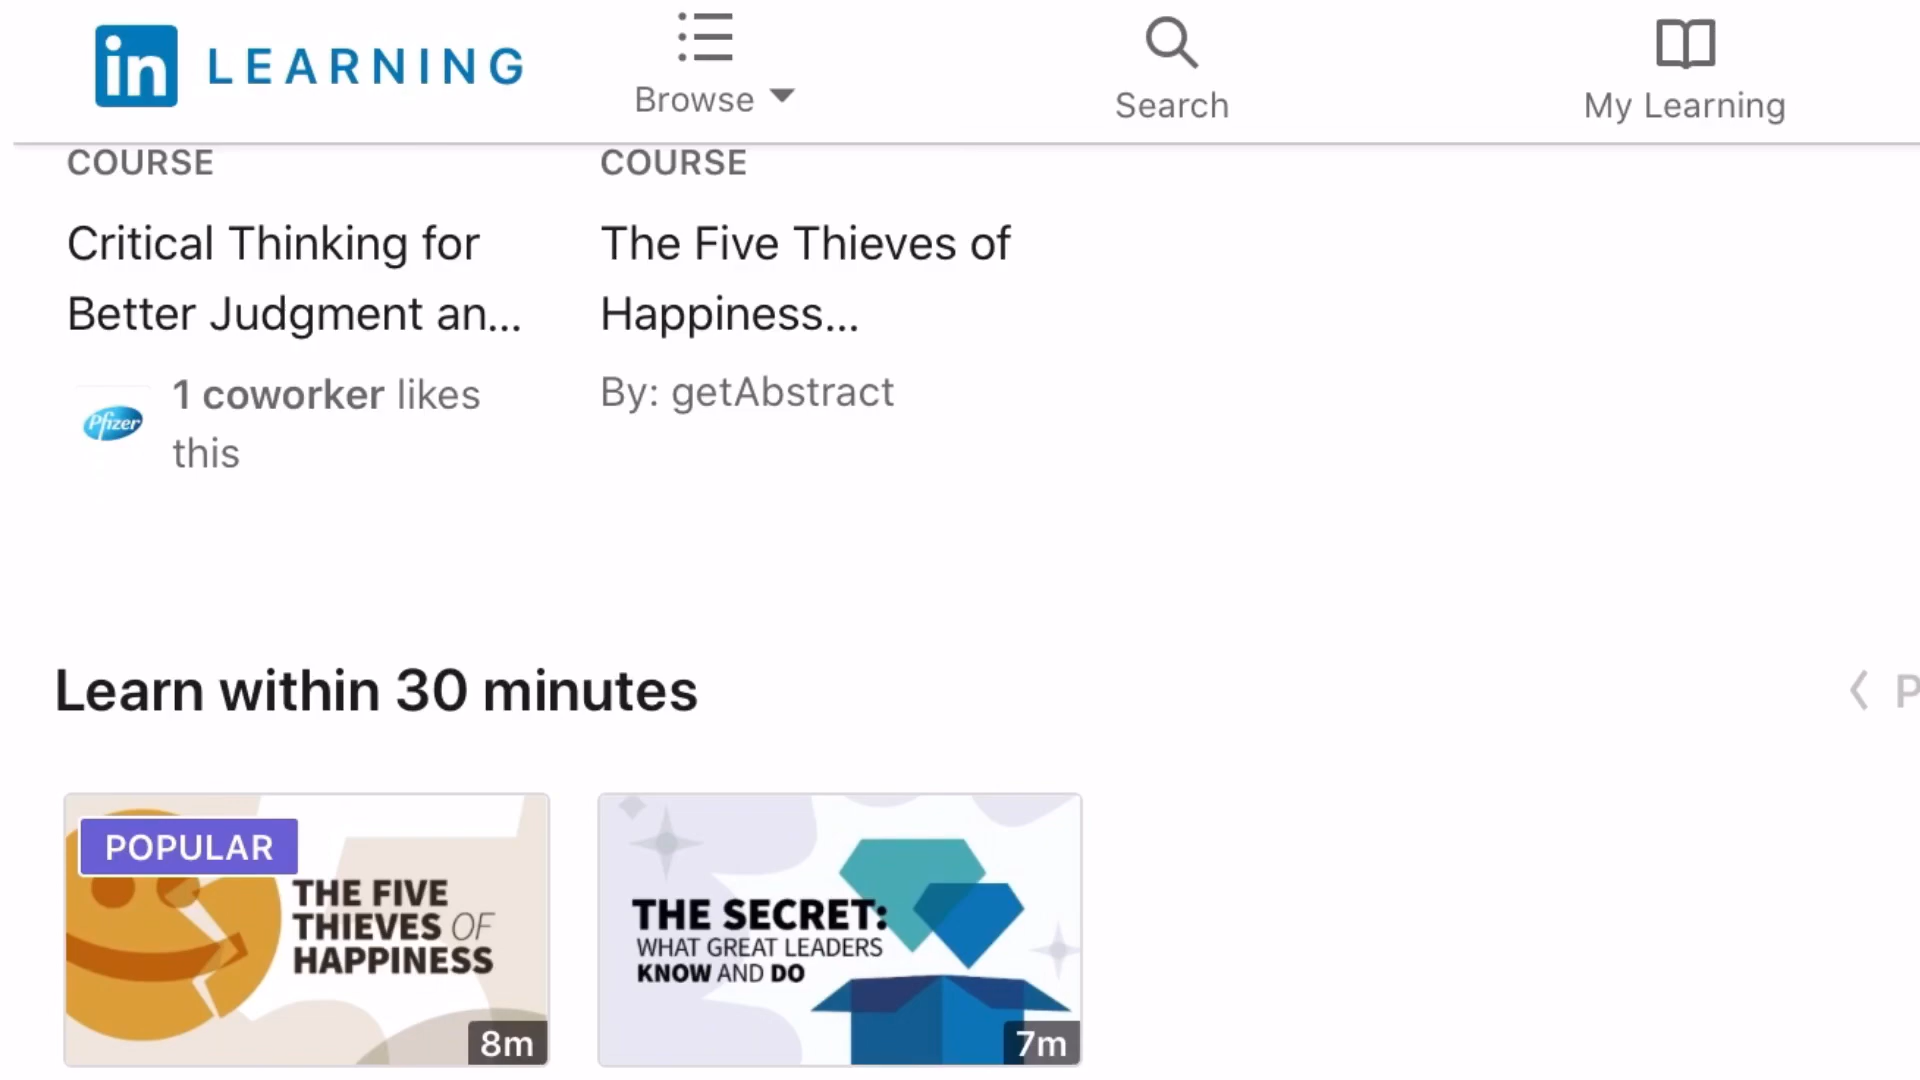 in LEARNING
Browse
Search
My Learning
COURSE
Critical Thinking for
Better Judgment an...
1 coworker likes
this
Pfizer
COURSE
The Five Thieves of
Happiness...
By: getAbstract
Learn within 30 minutes
P
POPULAR
THE FIVE
THIEVES OF
HAPPINESS
8m
THE SECRET:
WHAT GREAT LEADERS
KNOW AND DO
7m